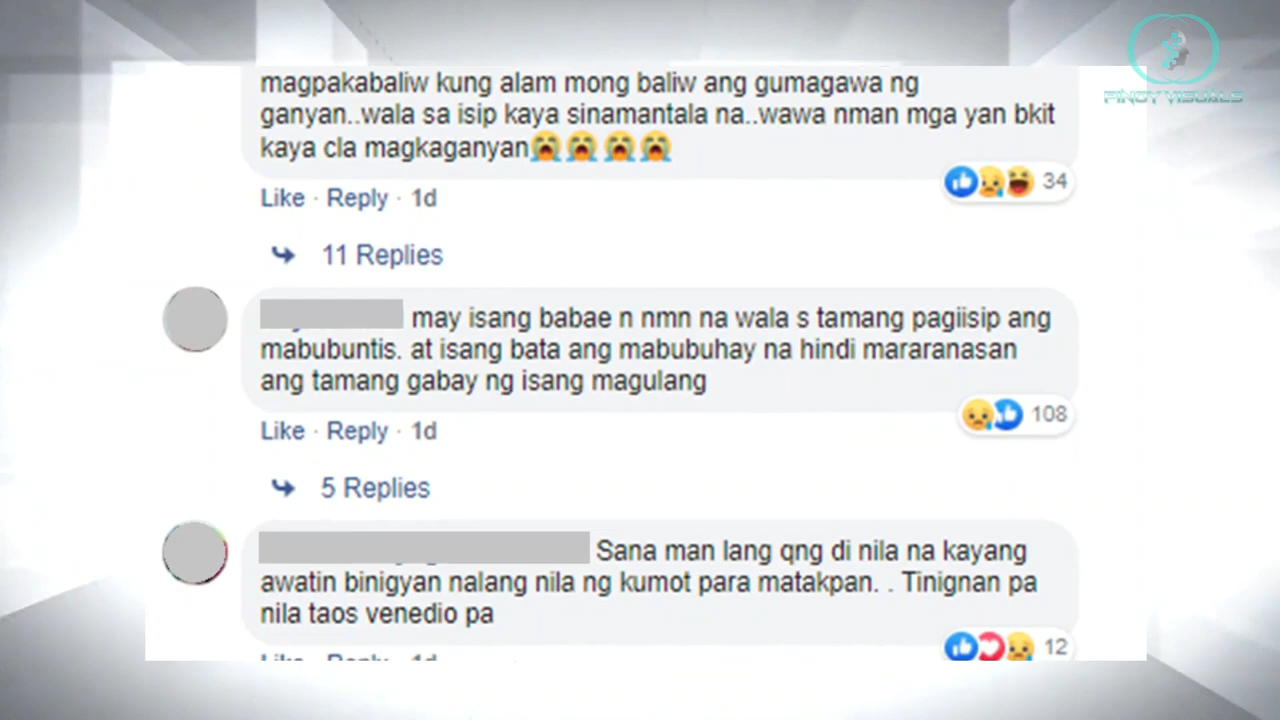 PINOY VISUALS
magpakabaliw kung alam mong baliw ang gumagawa ng
ganyan..wala sa isip kaya sinamantala na..wawa nman mga yan bkit
kaya cla magkaganyan😭😭😭😭
34
Like · Reply · 1d
11 Replies
may isang babae n nmn na wala s tamang pagiisip ang
mabubuntis. at isang bata ang mabubuhay na hindi mararanasan
ang tamang gabay ng isang magulang
108
Like · Reply · 1d
5 Replies
Sana man lang qng di nila na kayang
awatin binigyan nalang nila ng kumot para matakpan. . Tinignan pa
nila taos venedio pa
12
Like · Reply · 1d